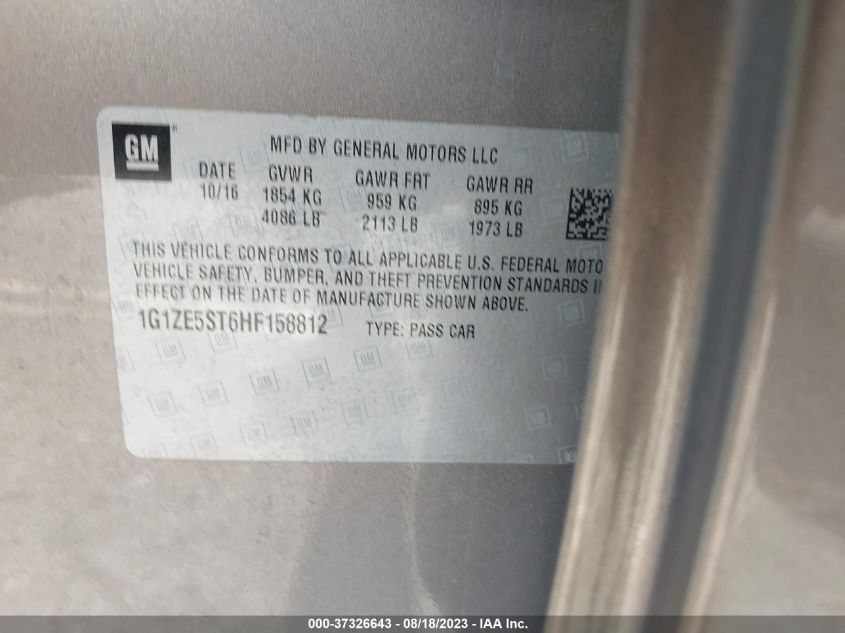 GM
MFD BY GENERAL MOTORS LLC
DATE GVWR GAWR FRT GAWR RR
10/16 1854 KG 959 KG 895 KG
4086 LB 2113 LB 1973 LB
THIS VEHICLE CONFORMS TO ALL APPLICABLE U.S. FEDERAL MOTO
VEHICLE SAFETY, BUMPER, AND THEFT PREVENTION STANDARDS I
EFFECT ON THE DATE OF MANUFACTURE SHOWN ABOVE.
1G1ZE5ST6HF158812 TYPE: PASS CAR
000-37326643 - 08/18/2023 - IAA Inc.